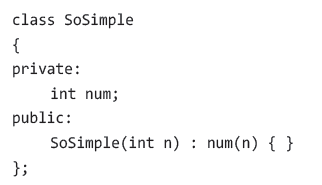 class SoSimple
{
private:
    int num;
public:
    SoSimple(int n) : num(n) { }
};